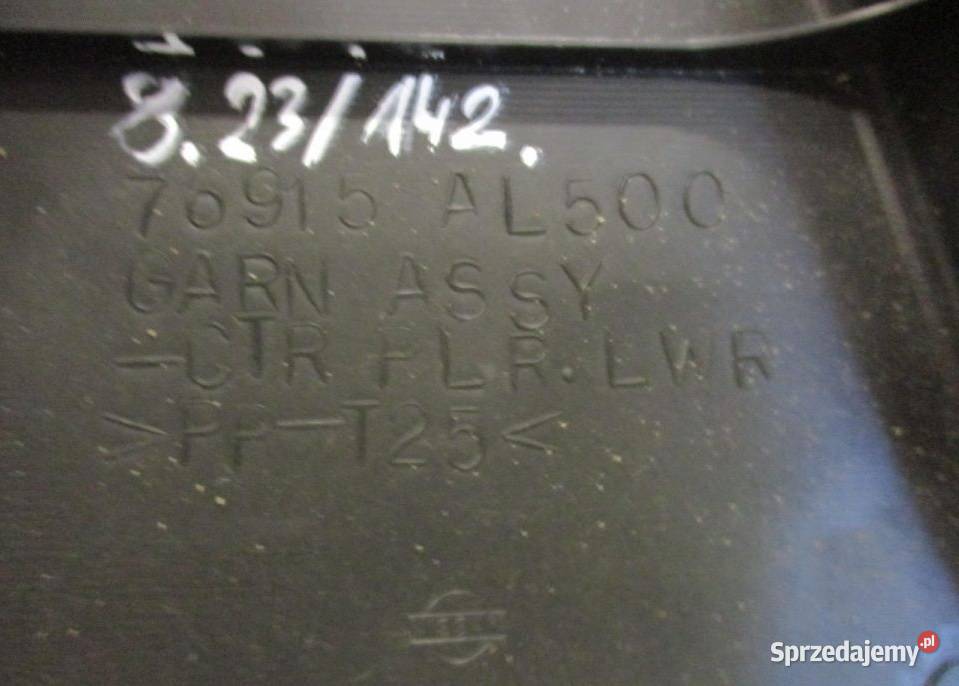 8.23/142.
76915 AL500
GARN ASSY
-CTR PLR.LWR
>PP-T25<
NISSAN
Sprzedajemy.pl